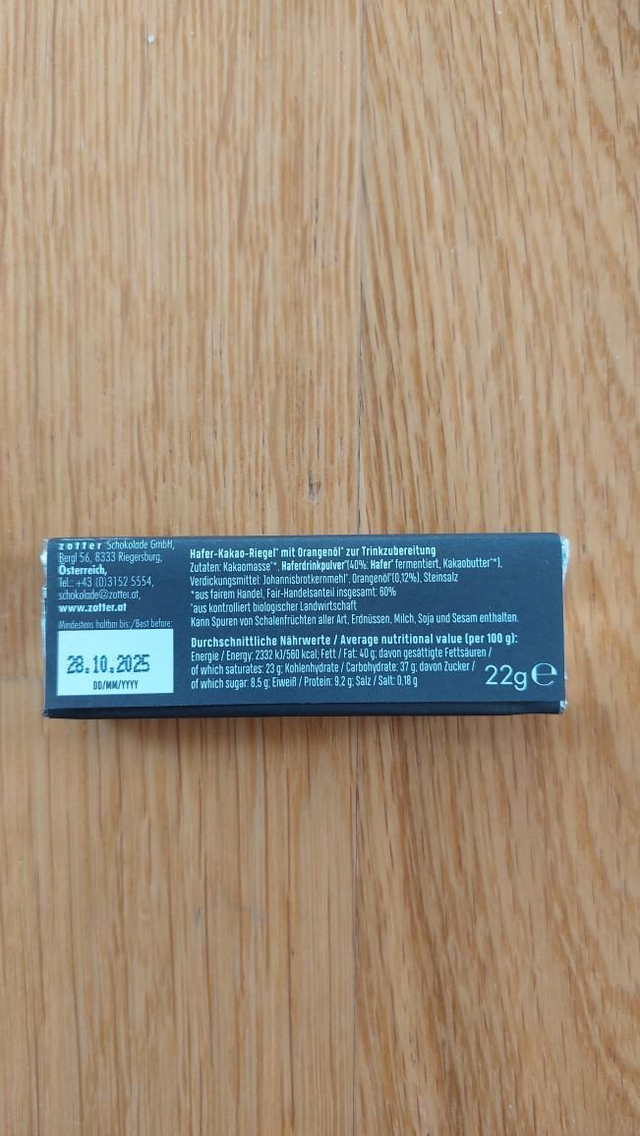 zotter Schokolade GmbH,
Bergl 56, 8333 Riegersburg,
Österreich,
Tel.: +43 (0)3152 5554,
schokolade@zotter.at,
www.zotter.at
Mindestens haltbar bis:/Best before:
28.10.2025
DD/MM/YYYY
Hafer-Kakao-Riegel° mit Orangenöl° zur Trinkzubereitung
Zutaten: Kakaomasse°*, Haferdrinkpulver°(40%: Hafer° fermentiert, Kakaobutter°*),
Verdickungsmittel: Johannisbrotkernmehl°, Orangenöl°(0,12%), Steinsalz
*aus fairem Handel, Fair-Handelsanteil insgesamt: 60%
°aus kontrolliert biologischer Landwirtschaft
Kann Spuren von Schalenfrüchten aller Art, Erdnüssen, Milch, Soja und Sesam enthalten.
Durchschnittliche Nährwerte / Average nutritional value (per 100 g):
Energie / Energy: 2332 kJ/560 kcal; Fett / Fat: 40 g; davon gesättigte Fettsäuren /
of which saturates: 23 g; Kohlenhydrate / Carbohydrate: 37 g; davon Zucker /
of which sugar: 8,5 g; Eiweiß / Protein: 9,2 g; Salz / Salt: 0,18 g
22g ℮